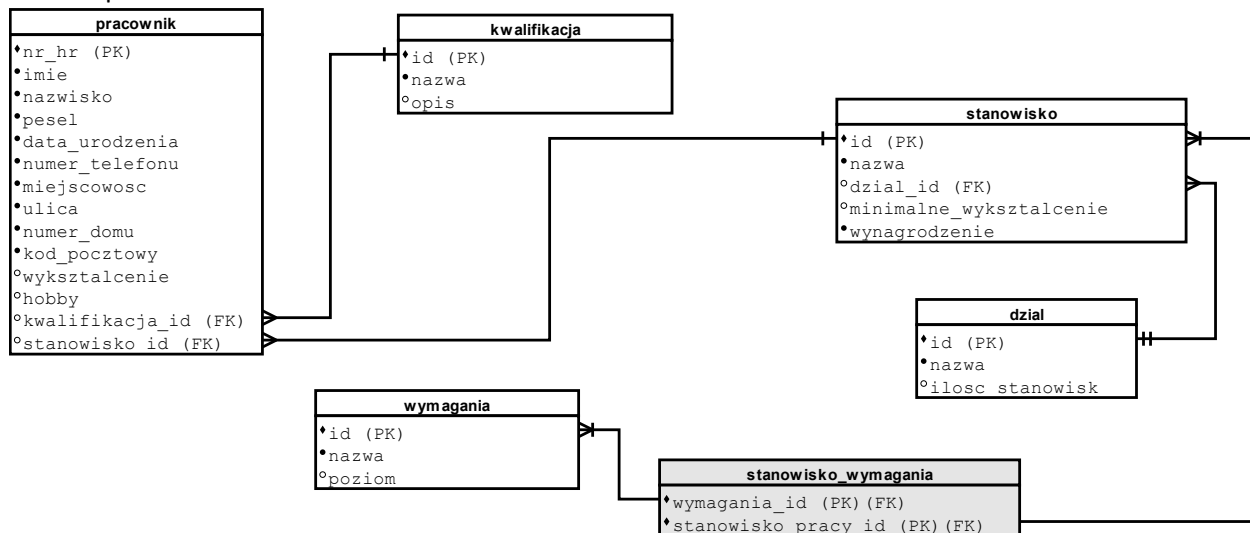 pracownik
♦nr_hr (PK)
•imie
•nazwisko
•pesel
•data_urodzenia
•numer_telefonu
•miejscowosc
•ulica
•numer_domu
•kod_pocztowy
○wyksztalcenie
○hobby
○kwalifikacja_id (FK)
○stanowisko_id (FK)
kwalifikacja
♦id (PK)
•nazwa
○opis
stanowisko
♦id (PK)
•nazwa
○dzial_id (FK)
○minimalne_wyksztalcenie
•wynagrodzenie
dzial
♦id (PK)
•nazwa
○ilosc_stanowisk
wymagania
♦id (PK)
•nazwa
○poziom
stanowisko_wymagania
♦wymagania_id (PK)(FK)
♦stanowisko_pracy_id (PK)(FK)